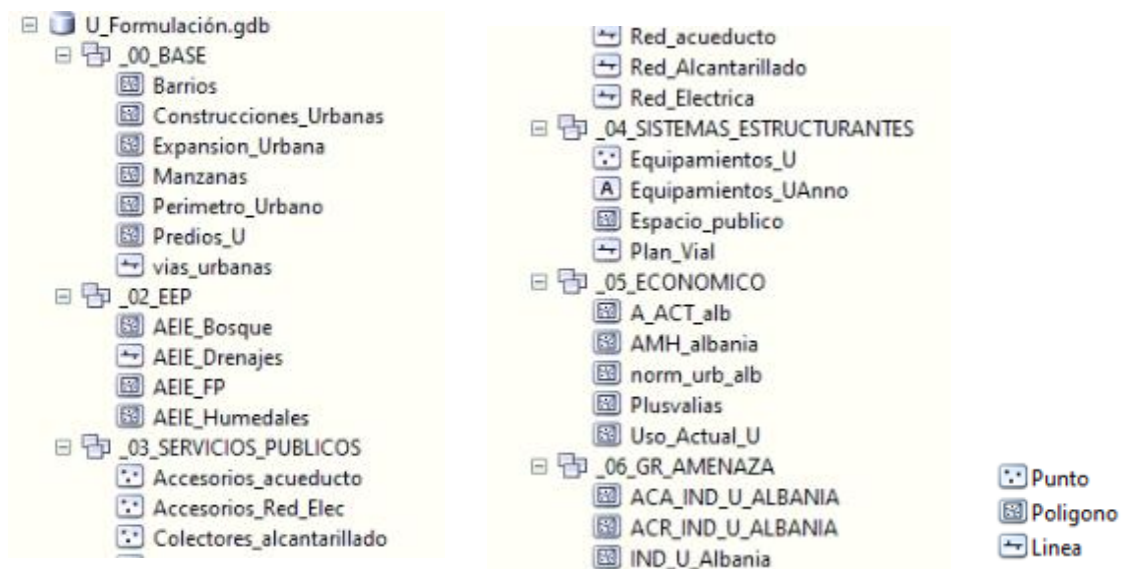 U_Formulación.gdb
_00_BASE
Barrios
Construcciones_Urbanas
Expansion_Urbana
Manzanas
Perimetro_Urbano
Predios_U
vias_urbanas
_02_EEP
AEIE_Bosque
AEIE_Drenajes
AEIE_FP
AEIE_Humedales
_03_SERVICIOS_PUBLICOS
Accesorios_acueducto
Accesorios_Red_Elec
Colectores_alcantarillado
Red_acueducto
Red_Alcantarillado
Red_Electrica
_04_SISTEMAS_ESTRUCTURANTES
Equipamientos_U
A Equipamientos_UAnno
Espacio_publico
Plan_Vial
_05_ECONOMICO
A_ACT_alb
AMH_albania
norm_urb_alb
Plusvalias
Uso_Actual_U
_06_GR_AMENAZA
ACA_IND_U_ALBANIA
ACR_IND_U_ALBANIA
IND_U_Albania
Punto
Poligono
Linea